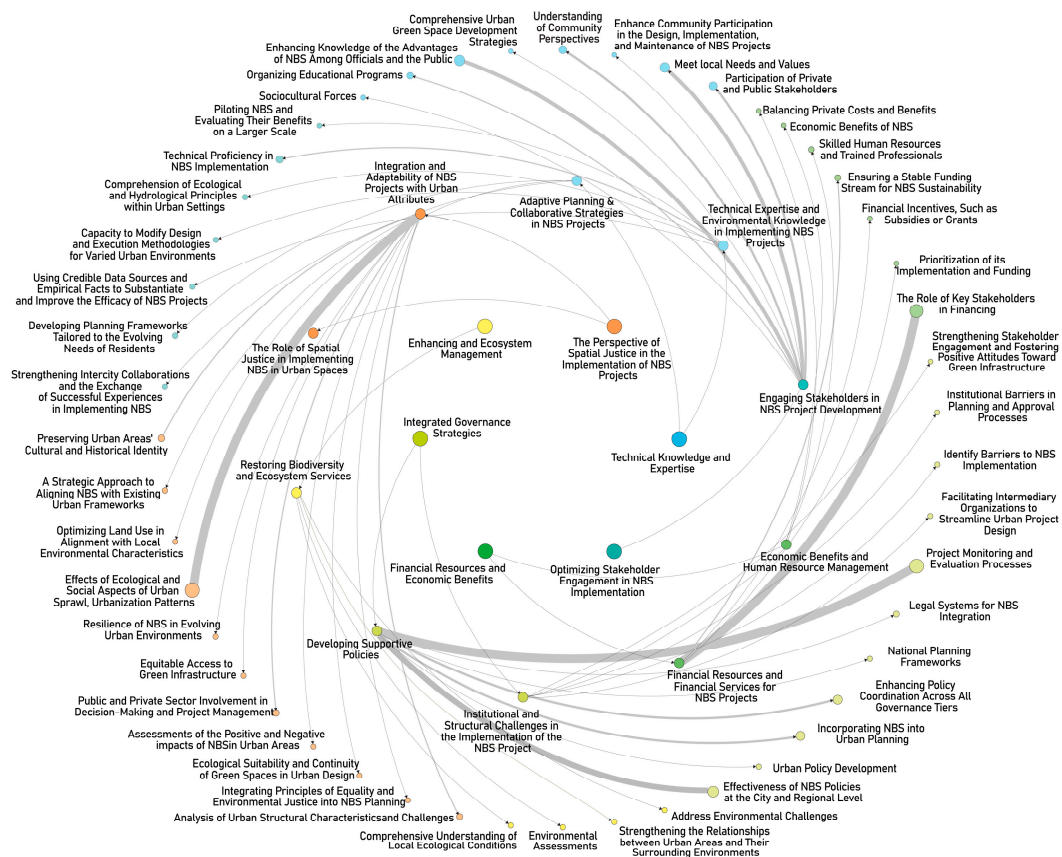 Comprehensive Urban
Green Space Development
Strategies
Understanding
of Community
Perspectives
Enhance Community Participation
in the Design, Implementation,
and Maintenance of NBS Projects
Enhancing Knowledge of the Advantages
of NBS Among Officials and the Public
Meet local Needs and Values
Organizing Educational Programs
Participation of Private
and Public Stakeholders
Sociocultural Forces
Balancing Private Costs and Benefits
Piloting NBS and
Evaluating Their Benefits
on a Larger Scale
Economic Benefits of NBS
Skilled Human Resources
and Trained Professionals
Technical Proficiency in
NBS Implementation
Integration and
Adaptability of NBS
Projects with Urban
Attributes
Ensuring a Stable Funding
Stream for NBS Sustainability
Comprehension of Ecological
and Hydrological Principles
within Urban Settings
Adaptive Planning &
Collaborative Strategies
in NBS Projects
Technical Expertise and
Environmental Knowledge
in Implementing NBS
Projects
Financial Incentives, Such as
Subsidies or Grants
Capacity to Modify Design
and Execution Methodologies
for Varied Urban Environments
Prioritization of its
Implementation and Funding
Using Credible Data Sources and
Empirical Facts to Substantiate
and Improve the Efficacy of NBS Projects
The Role of Key Stakeholders
in Financing
Developing Planning Frameworks
Tailored to the Evolving
Needs of Residents
The Role of Spatial
Justice in Implementing
NBS in Urban Spaces
Enhancing and Ecosystem
Management
The Perspective of
Spatial Justice in the
Implementation of NBS
Projects
Strengthening Stakeholder
Engagement and Fostering
Positive Attitudes Toward
Green Infrastructure
Strengthening Intercity Collaborations
and the Exchange
of Successful Experiences
in Implementing NBS
Engaging Stakeholders in
NBS Project Development
Institutional Barriers in
Planning and Approval
Processes
Preserving Urban Areas'
Cultural and Historical Identity
Integrated Governance
Strategies
Technical Knowledge and
Expertise
Identify Barriers to NBS
Implementation
Restoring Biodiversity
and Ecosystem Services
A Strategic Approach to
Aligning NBS with Existing
Urban Frameworks
Facilitating Intermediary
Organizations to
Streamline Urban Project
Design
Optimizing Land Use in
Alignment with Local
Environmental Characteristics
Financial Resources and
Economic Benefits
Optimizing Stakeholder
Engagement in NBS
Implementation
Economic Benefits and
Human Resource Management
Project Monitoring and
Evaluation Processes
Effects of Ecological and
Social Aspects of Urban
Sprawl, Urbanization Patterns
Legal Systems for NBS
Integration
Resilience of NBS in Evolving
Urban Environments
Developing Supportive
Policies
National Planning
Frameworks
Equitable Access to
Green Infrastructure
Financial Resources and
Financial Services for
NBS Projects
Enhancing Policy
Coordination Across All
Governance Tiers
Public and Private Sector Involvement in
Decision-Making and Project Management
Institutional and
Structural Challenges in
the Implementation of the
NBS Project
Incorporating NBS into
Urban Planning
Assessments of the Positive and Negative
impacts of NBSin Urban Areas
Urban Policy Development
Ecological Suitability and Continuity
of Green Spaces in Urban Design
Effectiveness of NBS Policies
at the City and Regional Level
Integrating Principles of Equality and
Environmental Justice into NBS Planning
Address Environmental Challenges
Analysis of Urban Structural Characteristicsand Challenges
Comprehensive Understanding of
Local Ecological Conditions
Environmental
Assessments
Strengthening the Relationships
between Urban Areas and Their
Surrounding Environments